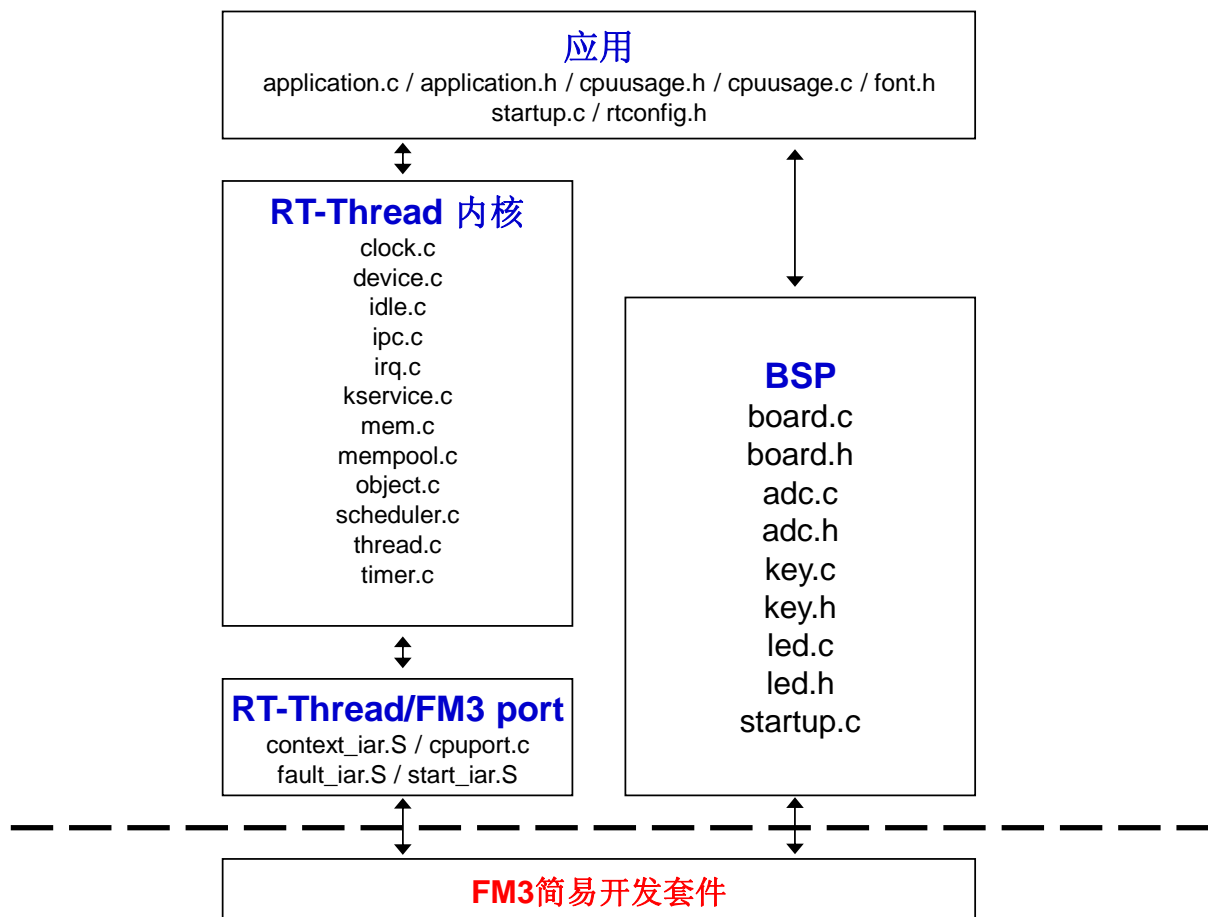 应用
application.c / application.h / cpuusage.h / cpuusage.c / font.h
startup.c / rtconfig.h
RT-Thread 内核
clock.c
device.c
idle.c
ipc.c
irq.c
kservice.c
mem.c
mempool.c
object.c
scheduler.c
thread.c
timer.c
BSP
board.c
board.h
adc.c
adc.h
key.c
key.h
led.c
led.h
startup.c
RT-Thread/FM3 port
context_iar.S / cpuport.c
fault_iar.S / start_iar.S
FM3简易开发套件